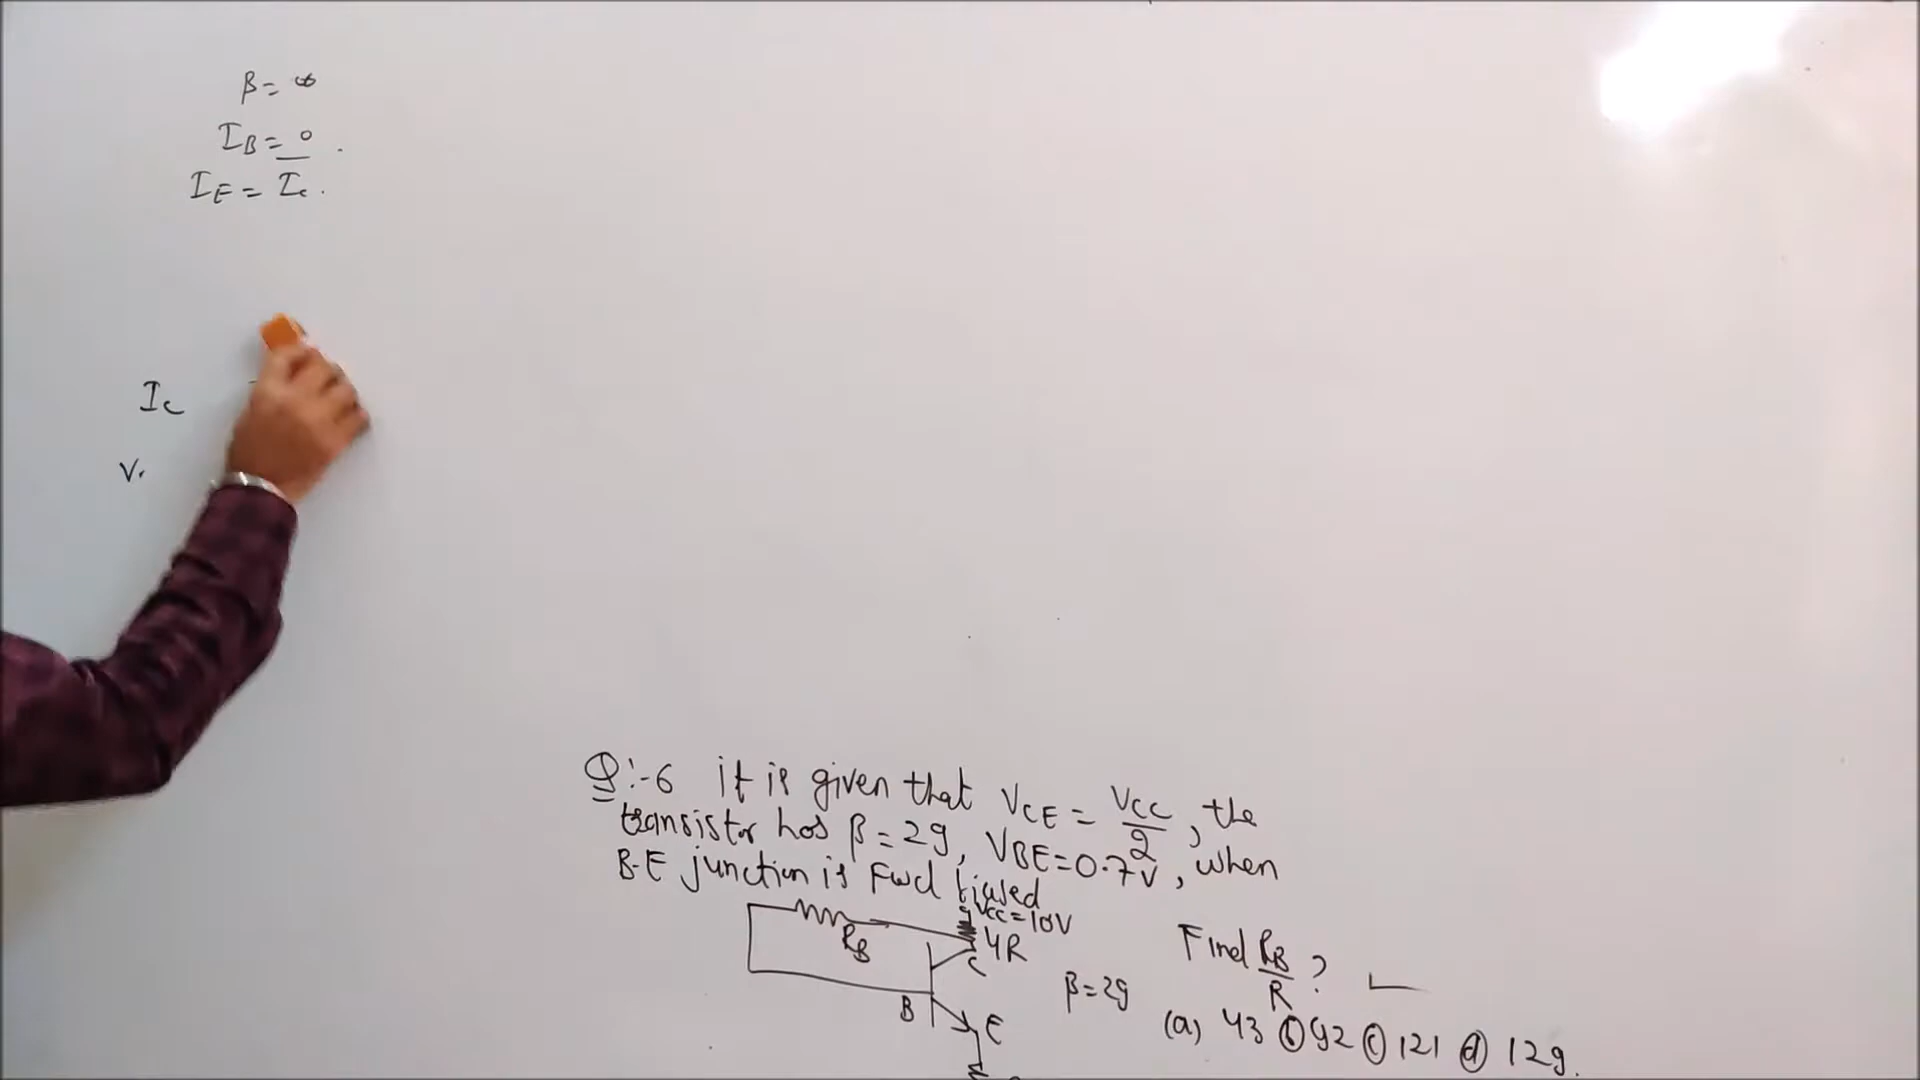 β = ∞
I_B = 0 .
I_E = I_C .
I_C
V.
Q:-6 it is given that V_CE = V_CC/2, the
transistor has β = 29, V_BE = 0.7V, when
B-E junction is Fwd biased
V_CC = 10V
R_B
4R
C
B
E
β = 29
Find R_B/R ?
(a) 43 (b) 92 (c) 121 (d) 129.